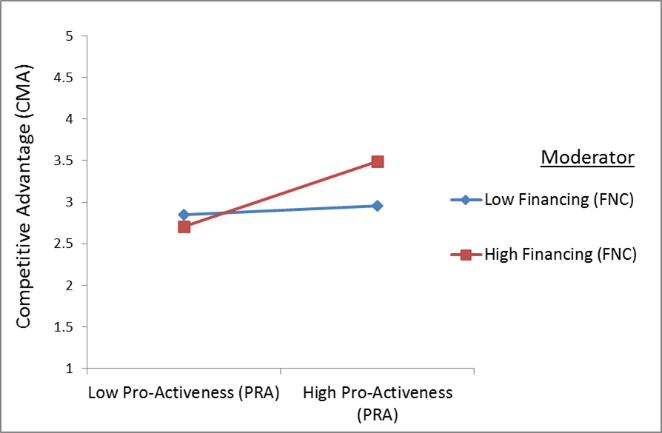 Competitive Advantage (CMA)
5
4.5
4
3.5
3
2.5
2
1.5
1
Low Pro-Activeness (PRA)
High Pro-Activeness
(PRA)
Moderator
Low Financing (FNC)
High Financing (FNC)